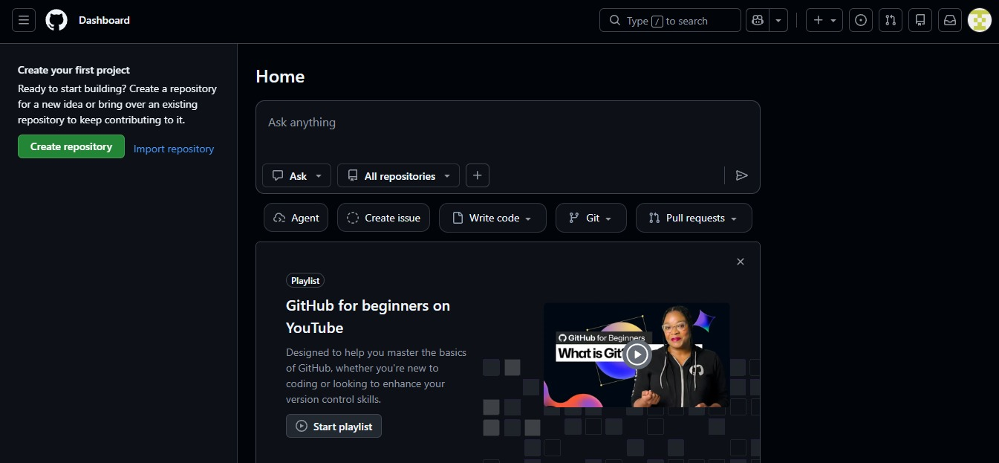 Dashboard
Type / to search
Create your first project
Ready to start building? Create a repository
for a new idea or bring over an existing
repository to keep contributing to it.
Create repository
Import repository
Home
Ask anything
Ask
All repositories
Agent
Create issue
Write code
Git
Pull requests
Playlist
GitHub for beginners on
YouTube
Designed to help you master the basics
of GitHub, whether you're new to
coding or looking to enhance your
version control skills.
Start playlist
GitHub for Beginners
What is Git